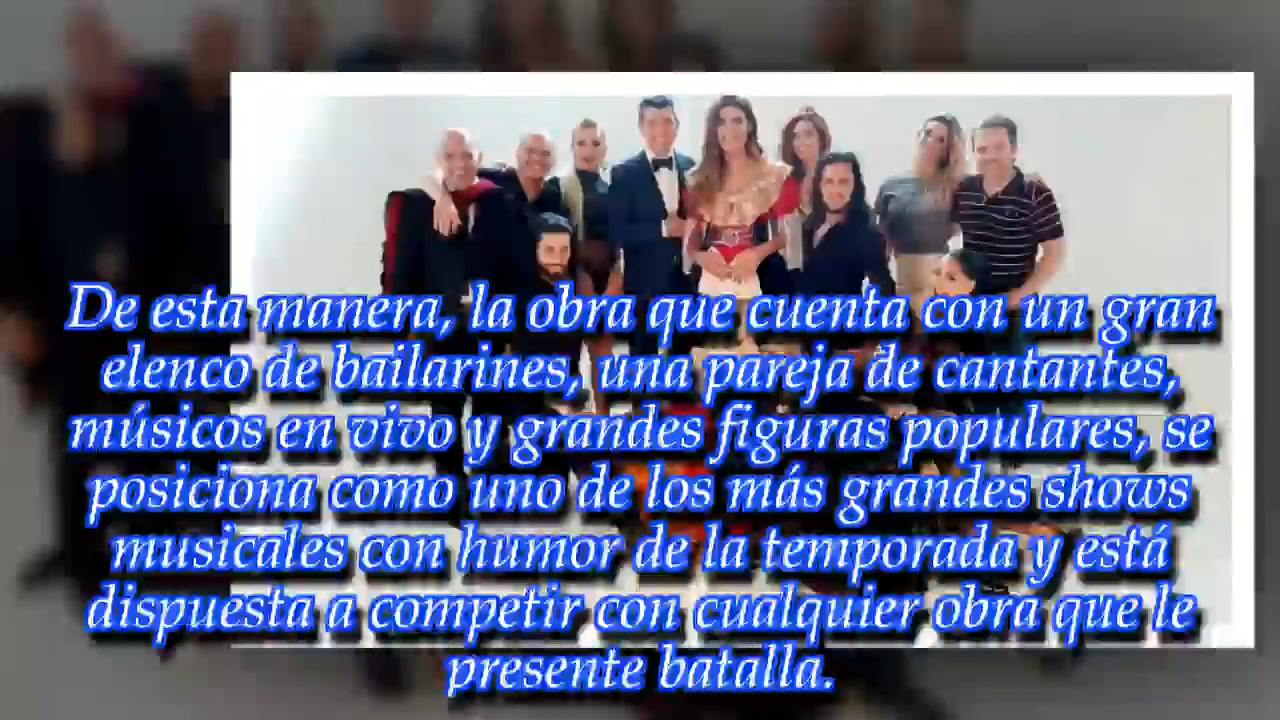 De esta manera, la obra que cuenta con un gran
elenco de bailarines, una pareja de cantantes,
músicos en vivo y grandes figuras populares, se
posiciona como uno de los más grandes shows
musicales con humor de la temporada y está
dispuesta a competir con cualquier obra que le
presente batalla.